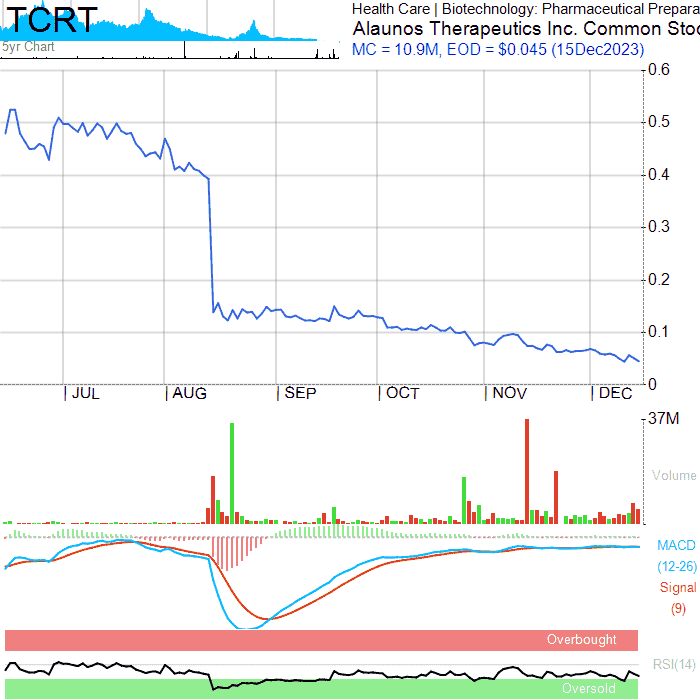 TCRT
5yr Chart
Health Care | Biotechnology: Pharmaceutical Prepara
Alaunos Therapeutics Inc. Common Stoc
MC = 10.9M, EOD = $0.045 (15Dec2023)
0.6
0.5
0.4
0.3
0.2
0.1
0
JUL AUG SEP OCT NOV DEC
37M
Volume
MACD
(12-26)
Signal
(9)
Overbought
RSI(14)
Oversold